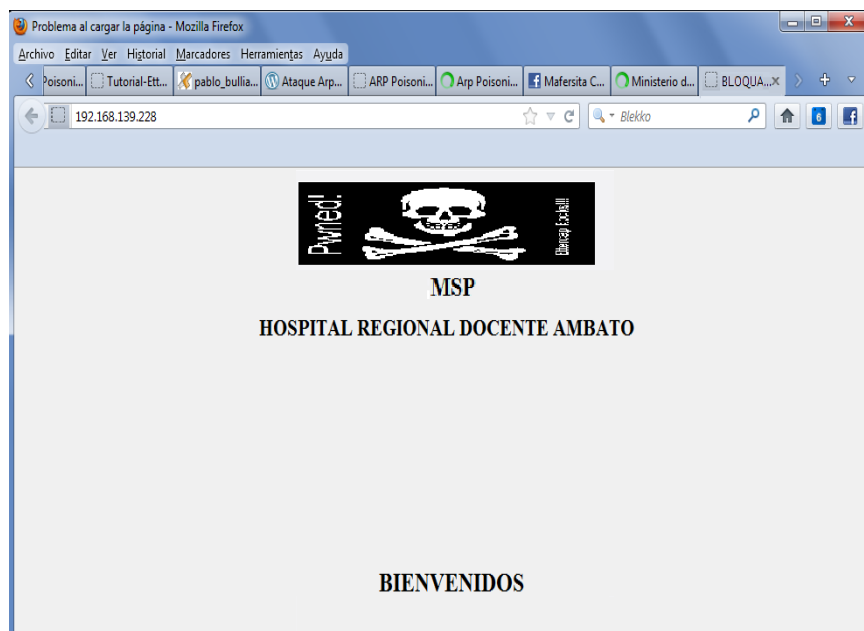 Problema al cargar la página - Mozilla Firefox
Archivo Editar Ver Historial Marcadores Herramientas Ayuda
Poisoni... Tutorial-Ett... pablo_bullia... Ataque Arp... ARP Poisoni... Arp Poisoni... Mafersita C... Ministerio d... BLOQUA...
192.168.139.228 Blekko
6
Pwned!
MSP
HOSPITAL REGIONAL DOCENTE AMBATO
BIENVENIDOS